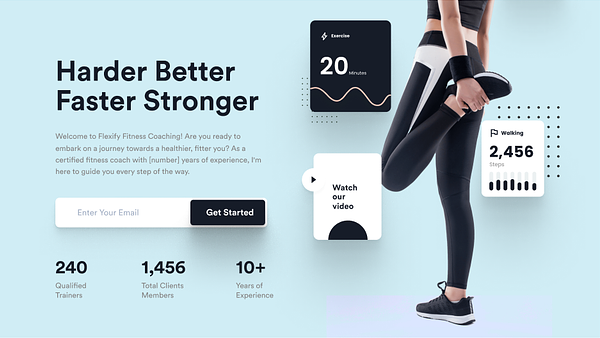 Harder Better
Faster Stronger
Welcome to Flexify Fitness Coaching! Are you ready to
embark on a journey towards a healthier, fitter you? As a
certified fitness coach with [number] years of experience, I'm
here to guide you every step of the way.
Enter Your Email
Get Started
240
Qualified
Trainers
1,456
Total Clients
Members
10+
Years of
Experience
Exercise
20 Minutes
Watch
our
video
Walking
2,456
Steps